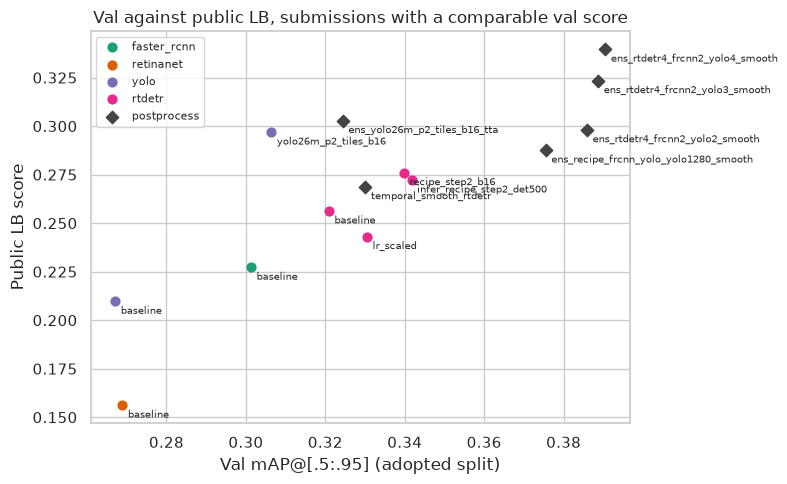 Val against public LB, submissions with a comparable val score
faster_rcnn
retinanet
yolo
rtdetr
postprocess
ens_rtdetr4_frcnn2_yolo4_smooth
ens_rtdetr4_frcnn2_yolo3_smooth
ens_yolo26m_p2_tiles_b16_tta
yolo26m_p2_tiles_b16
ens_rtdetr4_frcnn2_yolo2_smooth
ens_recipe_frcnn_yolo_yolo1280_smooth
recipe_step2_b16
infer_recipe_step2_det500
temporal_smooth_rtdetr
baseline
lr_scaled
baseline
baseline
baseline
0.325
0.300
0.275
0.250
0.225
0.200
0.175
0.150
Public LB score
0.28
0.30
0.32
0.34
0.36
0.38
Val mAP@[.5:.95] (adopted split)